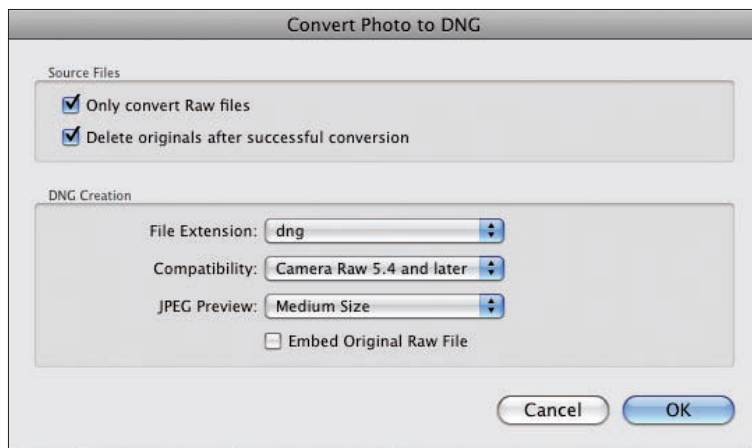 Convert Photo to DNG
Source Files
Only convert Raw files
Delete originals after successful conversion
DNG Creation
File Extension: dng
Compatibility: Camera Raw 5.4 and later
JPEG Preview: Medium Size
Embed Original Raw File
Cancel OK